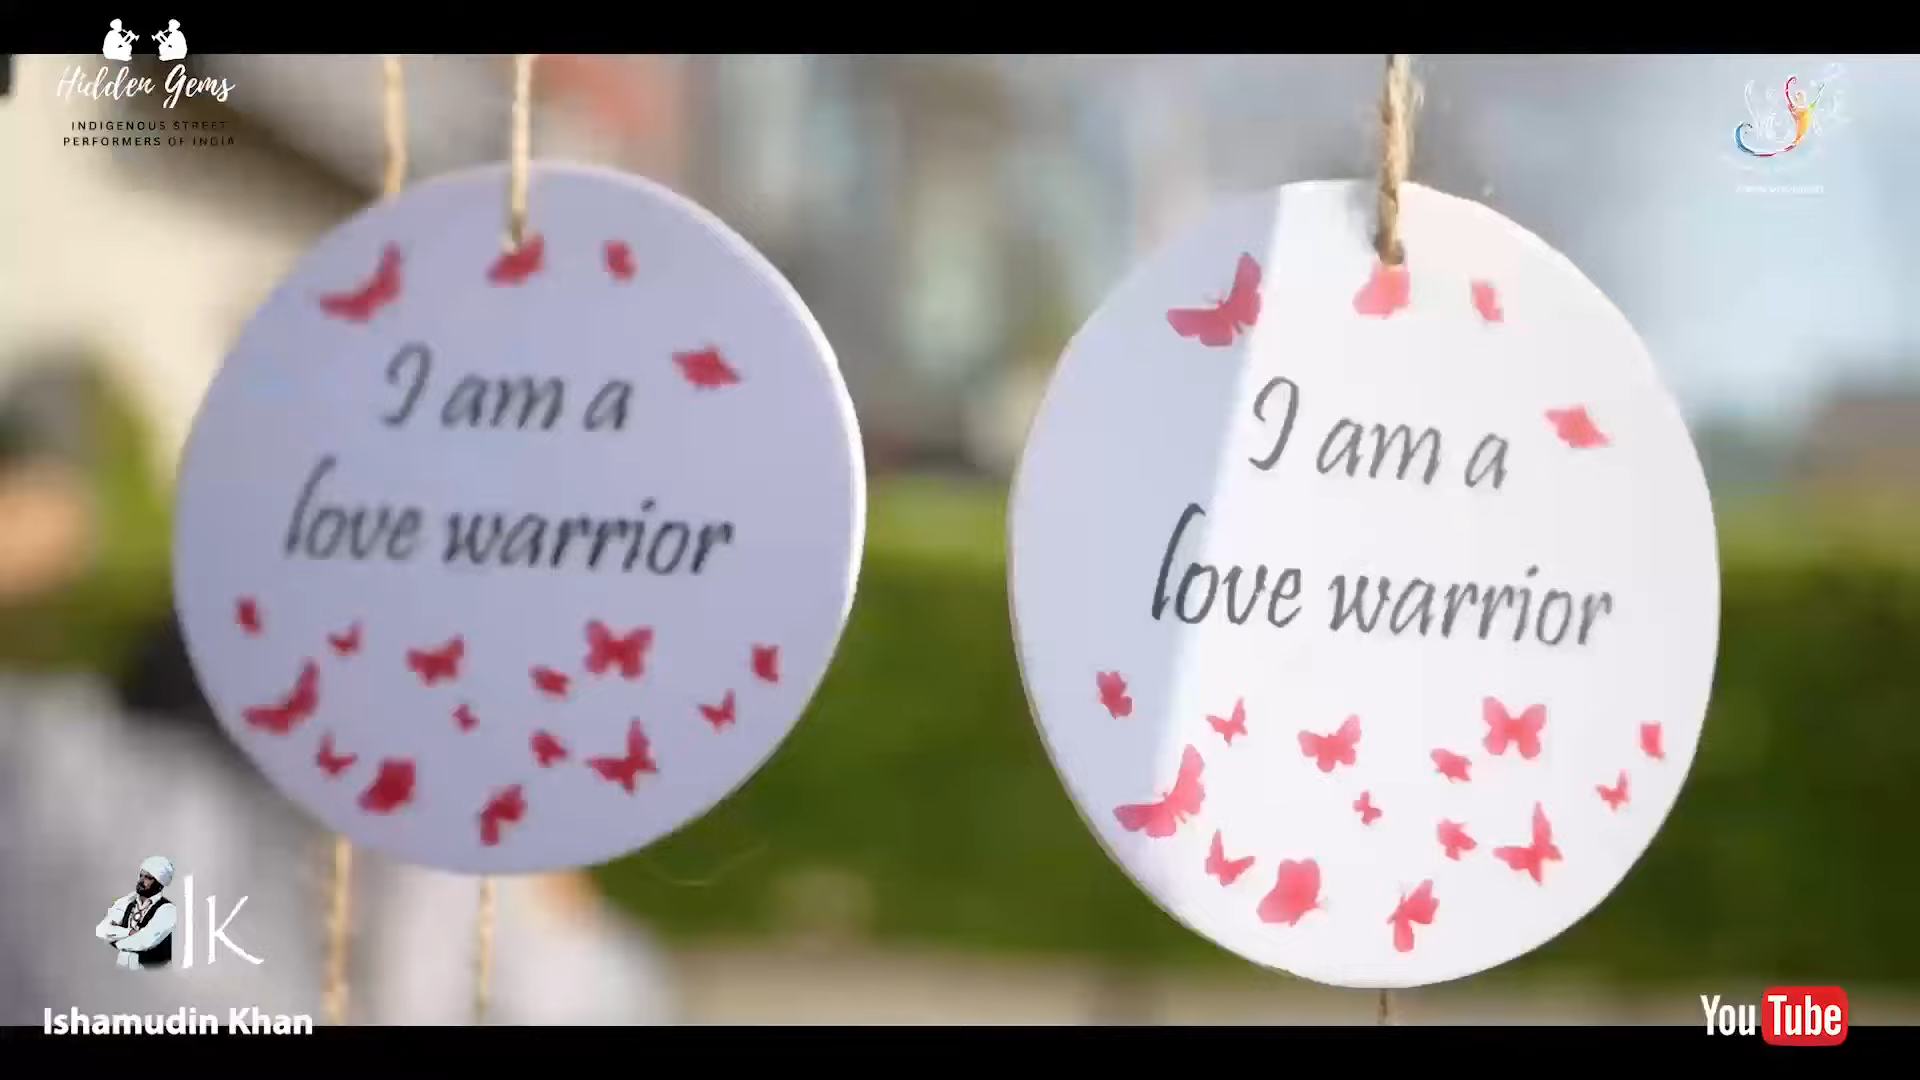 Hidden Gems
INDIGENOUS STREET
PERFORMERS OF INDIA
I am a
love warrior
I am a
love warrior
IK
Ishamudin Khan
YouTube